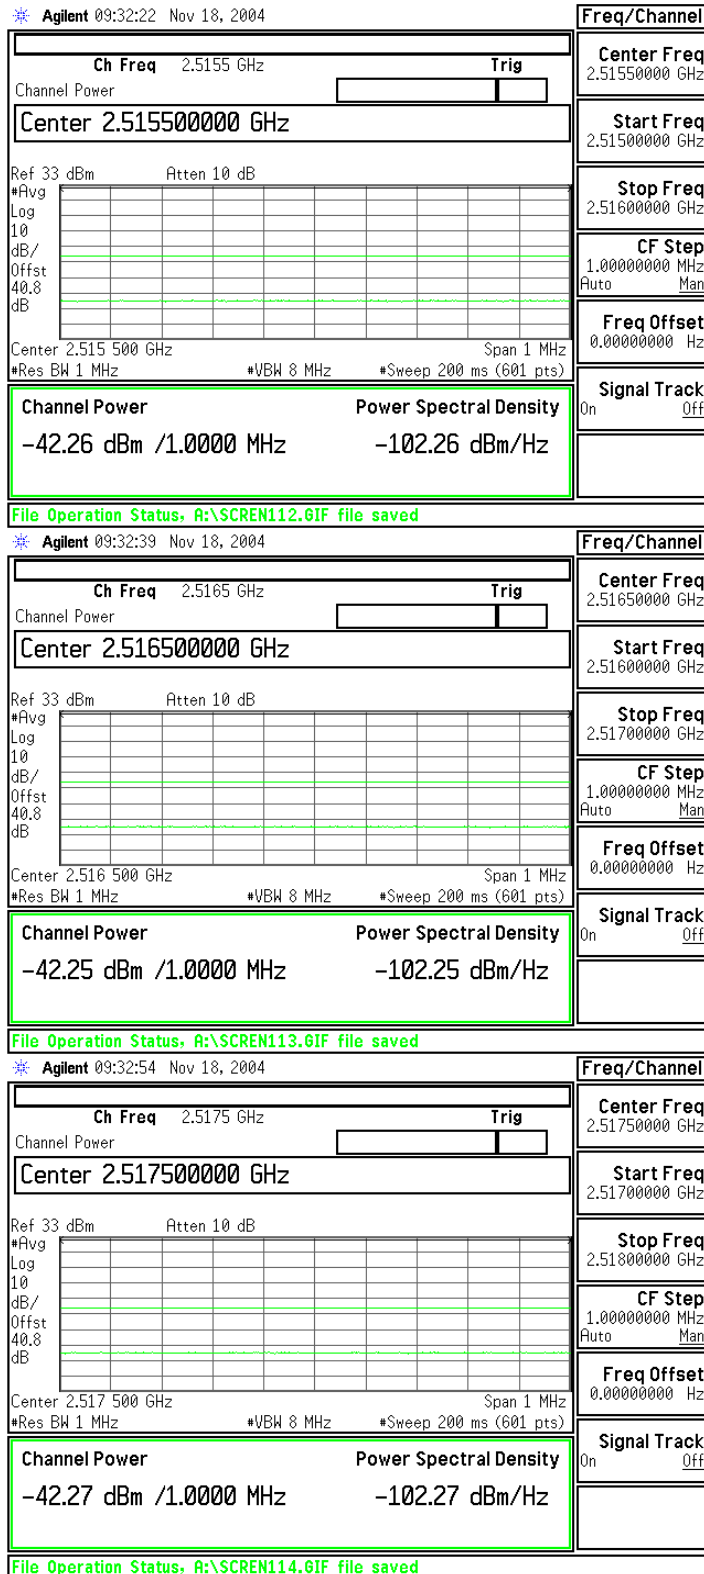 Agilent 09:32:22 Nov 18, 2004
Freq/Channel
Ch Freq 2.5155 GHz Trig
Channel Power
Center 2.515500000 GHz
Center Freq
2.51550000 GHz
Start Freq
2.51500000 GHz
Stop Freq
2.51600000 GHz
CF Step
1.00000000 MHz
Auto Man
Freq Offset
0.00000000 Hz
Signal Track
On Off
Ref 33 dBm Atten 10 dB
#Avg
Log
10
dB/
Offst
40.8
dB
Center 2.515 500 GHz Span 1 MHz
#Res BW 1 MHz #VBW 8 MHz #Sweep 200 ms (601 pts)
Channel Power Power Spectral Density
-42.26 dBm /1.0000 MHz -102.26 dBm/Hz
File Operation Status, A:\SCREN112.GIF file saved
Agilent 09:32:39 Nov 18, 2004
Freq/Channel
Ch Freq 2.5165 GHz Trig
Channel Power
Center 2.516500000 GHz
Center Freq
2.51650000 GHz
Start Freq
2.51600000 GHz
Stop Freq
2.51700000 GHz
CF Step
1.00000000 MHz
Auto Man
Freq Offset
0.00000000 Hz
Signal Track
On Off
Ref 33 dBm Atten 10 dB
#Avg
Log
10
dB/
Offst
40.8
dB
Center 2.516 500 GHz Span 1 MHz
#Res BW 1 MHz #VBW 8 MHz #Sweep 200 ms (601 pts)
Channel Power Power Spectral Density
-42.25 dBm /1.0000 MHz -102.25 dBm/Hz
File Operation Status, A:\SCREN113.GIF file saved
Agilent 09:32:54 Nov 18, 2004
Freq/Channel
Ch Freq 2.5175 GHz Trig
Channel Power
Center 2.517500000 GHz
Center Freq
2.51750000 GHz
Start Freq
2.51700000 GHz
Stop Freq
2.51800000 GHz
CF Step
1.00000000 MHz
Auto Man
Freq Offset
0.00000000 Hz
Signal Track
On Off
Ref 33 dBm Atten 10 dB
#Avg
Log
10
dB/
Offst
40.8
dB
Center 2.517 500 GHz Span 1 MHz
#Res BW 1 MHz #VBW 8 MHz #Sweep 200 ms (601 pts)
Channel Power Power Spectral Density
-42.27 dBm /1.0000 MHz -102.27 dBm/Hz
File Operation Status, A:\SCREN114.GIF file saved